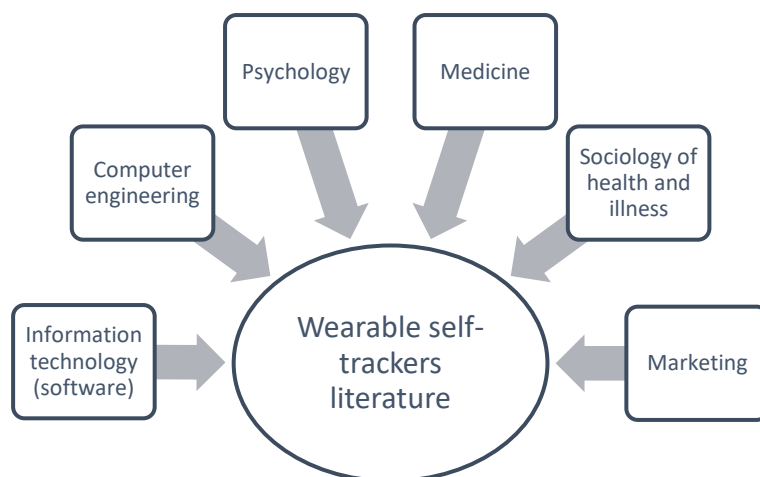 Psychology
Medicine
Computer
engineering
Sociology of
health and
illness
Information
technology
(software)
Wearable self-
trackers
literature
Marketing